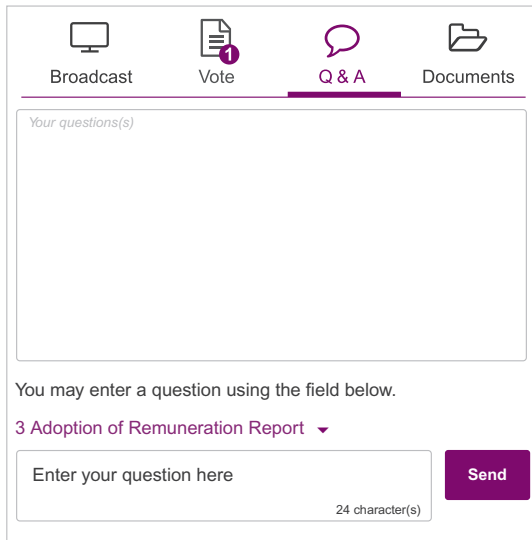 1
Broadcast Vote Q & A Documents
Your questions(s)
You may enter a question using the field below.
3 Adoption of Remuneration Report
Enter your question here
Send
24 character(s)